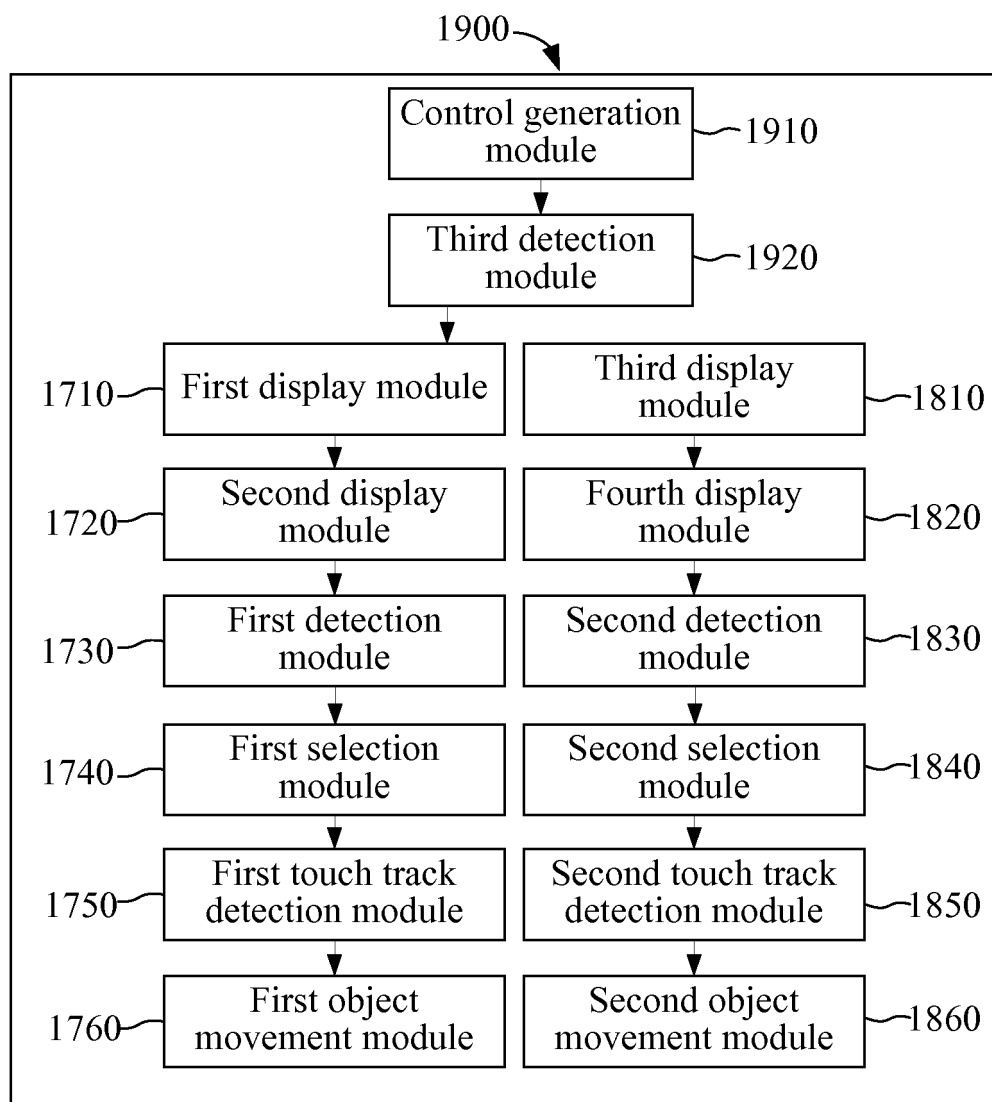 1900
Control generation
module
1910
Third detection
module
1920
1710
First display module
Third display
module
1810
1720
Second display
module
Fourth display
module
1820
1730
First detection
module
Second detection
module
1830
1740
First selection
module
Second selection
module
1840
1750
First touch track
detection module
Second touch track
detection module
1850
1760
First object
movement module
Second object
movement module
1860